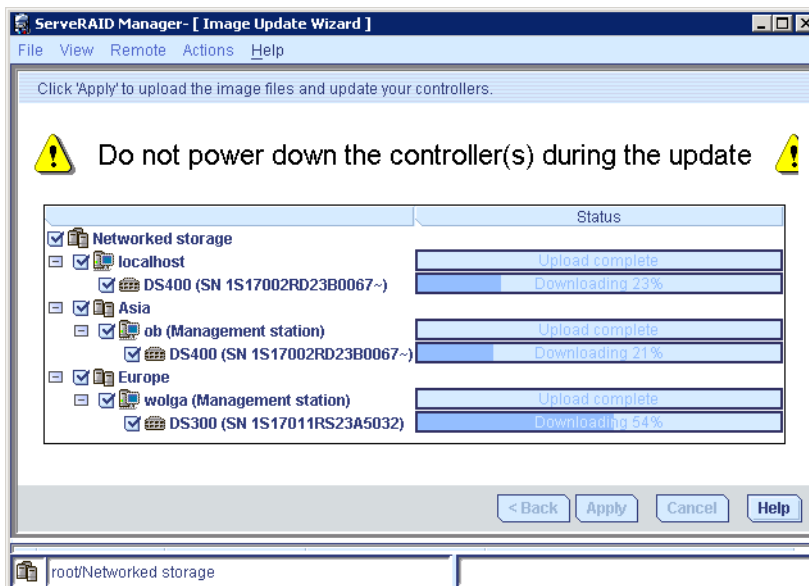 ServeRAID Manager- [ Image Update Wizard ]
File View Remote Actions Help
Click 'Apply' to upload the image files and update your controllers.
Do not power down the controller(s) during the update
Status
Networked storage
localhost Upload complete
DS400 (SN 1S17002RD23B0067~) Downloading 23%
Asia
ob (Management station) Upload complete
DS400 (SN 1S17002RD23B0067~) Downloading 21%
Europe
wolga (Management station) Upload complete
DS300 (SN 1S17011RS23A5032) Downloading 54%
< Back Apply Cancel Help
root/Networked storage